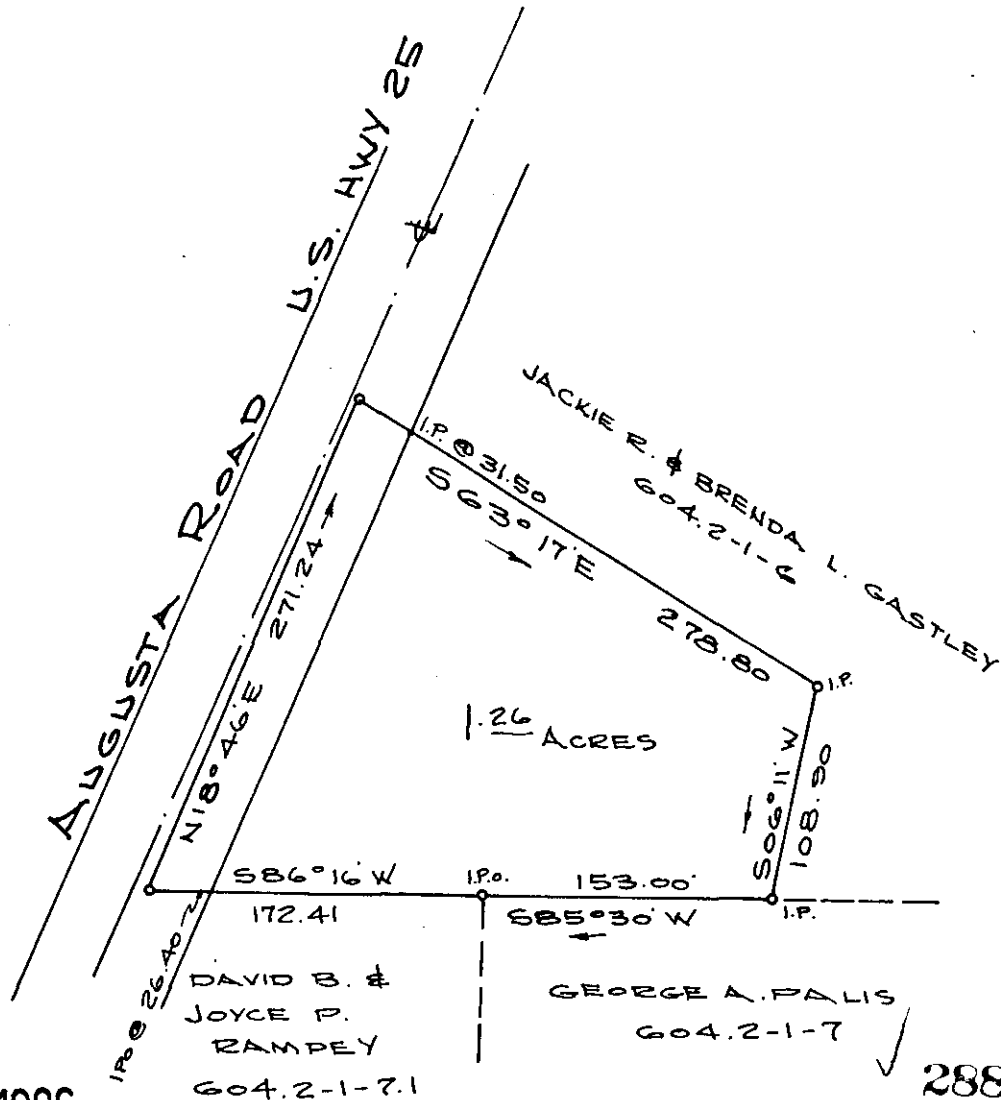 AUGUSTA ROAD U.S. HWY 25
℄
I.P. @ 31.50
S63° 17' E
278.80
JACKIE R. & BRENDA L. GASTLEY
604.2-1-6
I.P.
N18° 46' E 271.24
1.26 ACRES
S06° 11' W
108.90
S86° 16' W
172.41
I.P.O.
153.00'
S85° 30' W
I.P.
IPO @ 26.40
DAVID B. &
JOYCE P.
RAMPEY
604.2-1-7.1
GEORGE A. PALIS
604.2-1-7
288